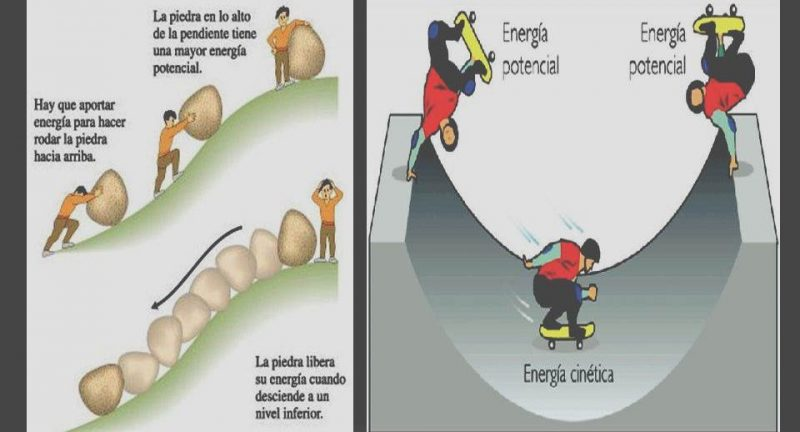 La piedra en lo alto
de la pendiente tiene
una mayor energía
potencial.
Hay que aportar
energía para hacer
rodar la piedra
hacia arriba.
La piedra libera
su energía cuando
desciende a un
nivel inferior.
Energía
potencial
Energía
potencial
Energía cinética